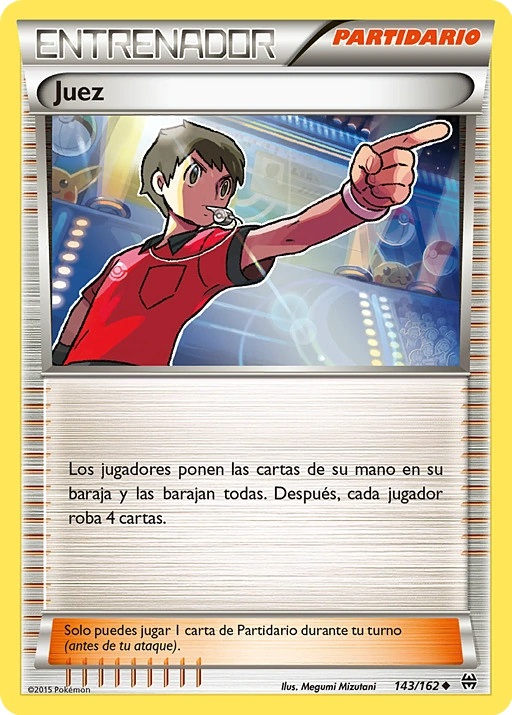 ENTRENADOR
PARTIDARIO
Juez
Los jugadores ponen las cartas de su mano en su
baraja y las barajan todas. Después, cada jugador
roba 4 cartas.
Solo puedes jugar 1 carta de Partidario durante tu turno
(antes de tu ataque).
©2015 Pokémon
Ilus. Megumi Mizutani
143/162